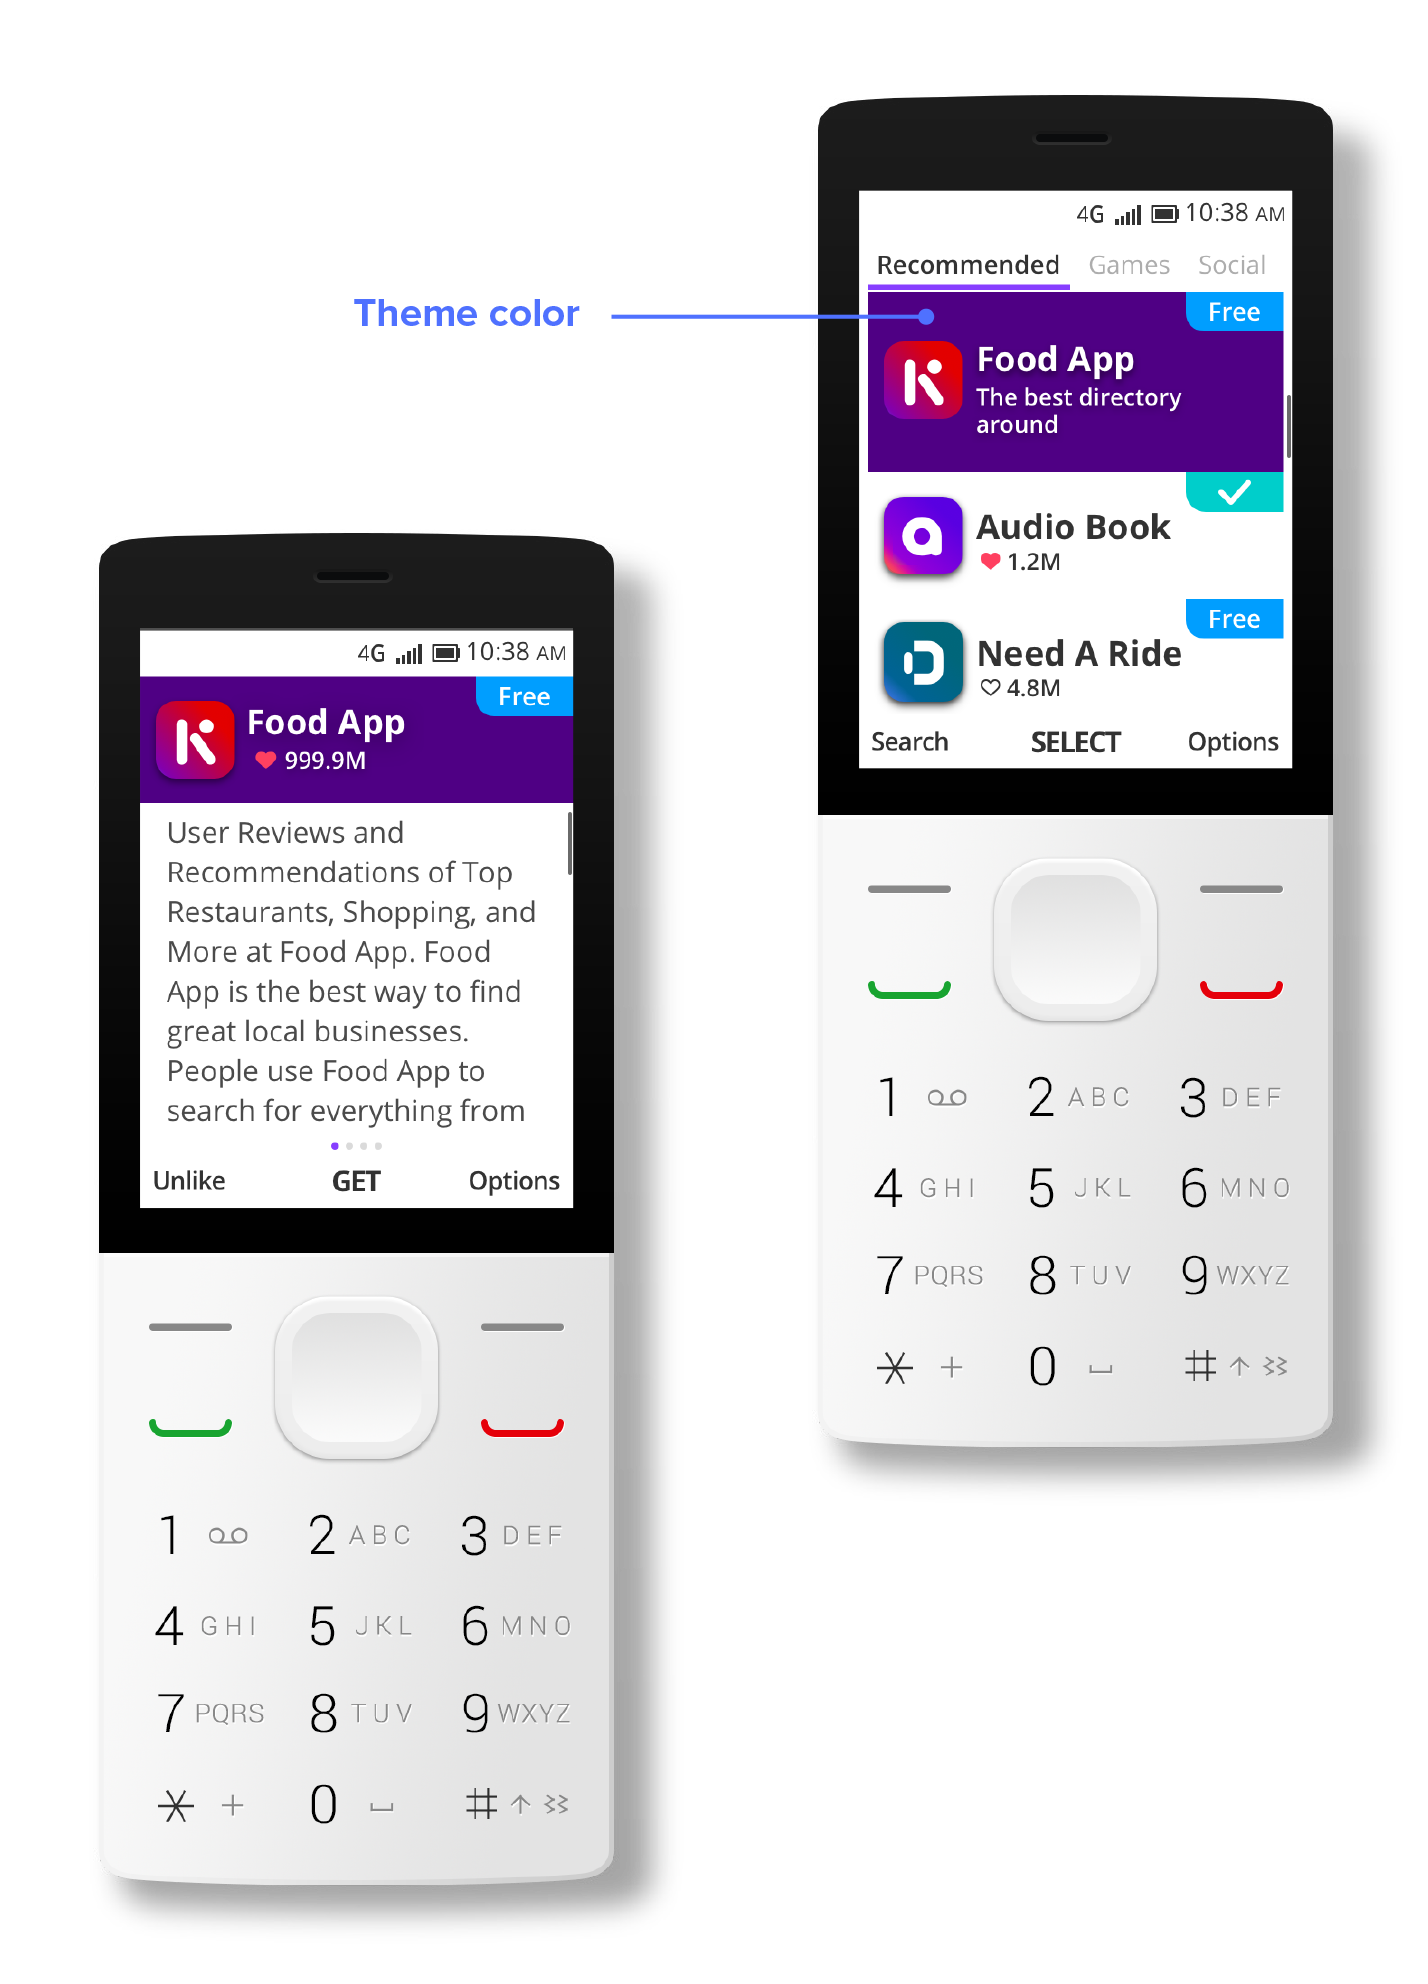 Theme color
4G 10:38 AM
Recommended Games Social
Free
Food App
The best directory
around
Audio Book
1.2M
Free
Need A Ride
4.8M
Search SELECT Options
1
2 ABC
3 DEF
4 GHI
5 JKL
6 MNO
7 PQRS
8 TUV
9 WXYZ
* +
0
#
4G 10:38 AM
Free
Food App
999.9M
User Reviews and
Recommendations of Top
Restaurants, Shopping, and
More at Food App. Food
App is the best way to find
great local businesses.
People use Food App to
search for everything from
Unlike GET Options
1
2 ABC
3 DEF
4 GHI
5 JKL
6 MNO
7 PQRS
8 TUV
9 WXYZ
* +
0
#